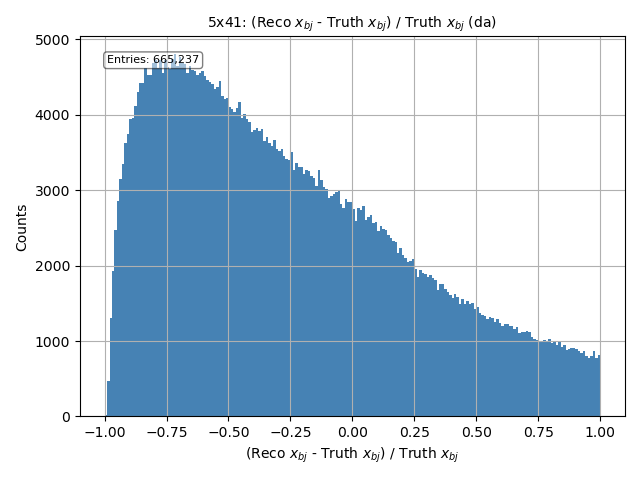 5x41: (Reco x_bj - Truth x_bj) / Truth x_bj (da)
Entries: 665,237
Counts
5000
4000
3000
2000
1000
0
−1.00 −0.75 −0.50 −0.25 0.00 0.25 0.50 0.75 1.00
(Reco x_bj - Truth x_bj) / Truth x_bj